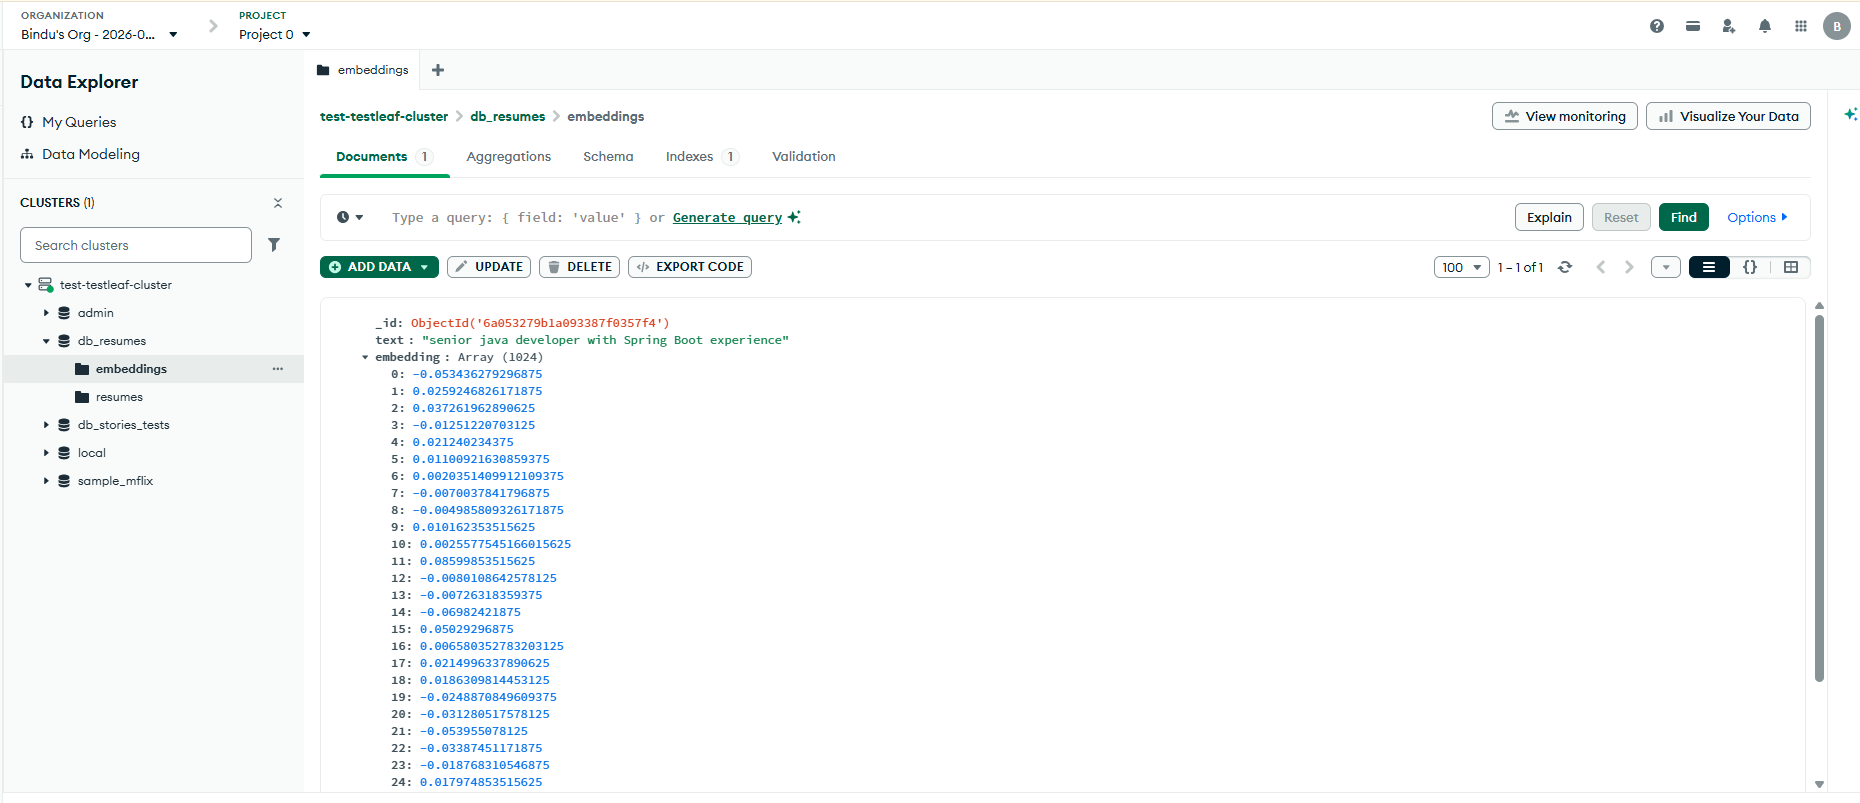 ORGANIZATION
Bindu's Org - 2026-0...
PROJECT
Project 0
B
Data Explorer
My Queries
Data Modeling
CLUSTERS (1)
Search clusters
test-testleaf-cluster
admin
db_resumes
embeddings
resumes
db_stories_tests
local
sample_mflix
embeddings
test-testleaf-cluster > db_resumes > embeddings
View monitoring
Visualize Your Data
Documents 1
Aggregations
Schema
Indexes 1
Validation
Type a query: { field: 'value' } or Generate query
Explain
Reset
Find
Options
ADD DATA
UPDATE
DELETE
EXPORT CODE
100
1 – 1 of 1
_id: ObjectId('6a053279b1a093387f0357f4')
text : "senior java developer with Spring Boot experience"
embedding : Array (1024)
0: -0.053436279296875
1: 0.0259246826171875
2: 0.037261962890625
3: -0.01251220703125
4: 0.021240234375
5: 0.01100921630859375
6: 0.0020351409912109375
7: -0.0070037841796875
8: -0.004985809326171875
9: 0.010162353515625
10: 0.0025577545166015625
11: 0.08599853515625
12: -0.0080108642578125
13: -0.00726318359375
14: -0.06982421875
15: 0.05029296875
16: 0.006580352783203125
17: 0.0214996337890625
18: 0.0186309814453125
19: -0.0248870849609375
20: -0.031280517578125
21: -0.053955078125
22: -0.03387451171875
23: -0.018768310546875
24: 0.017974853515625